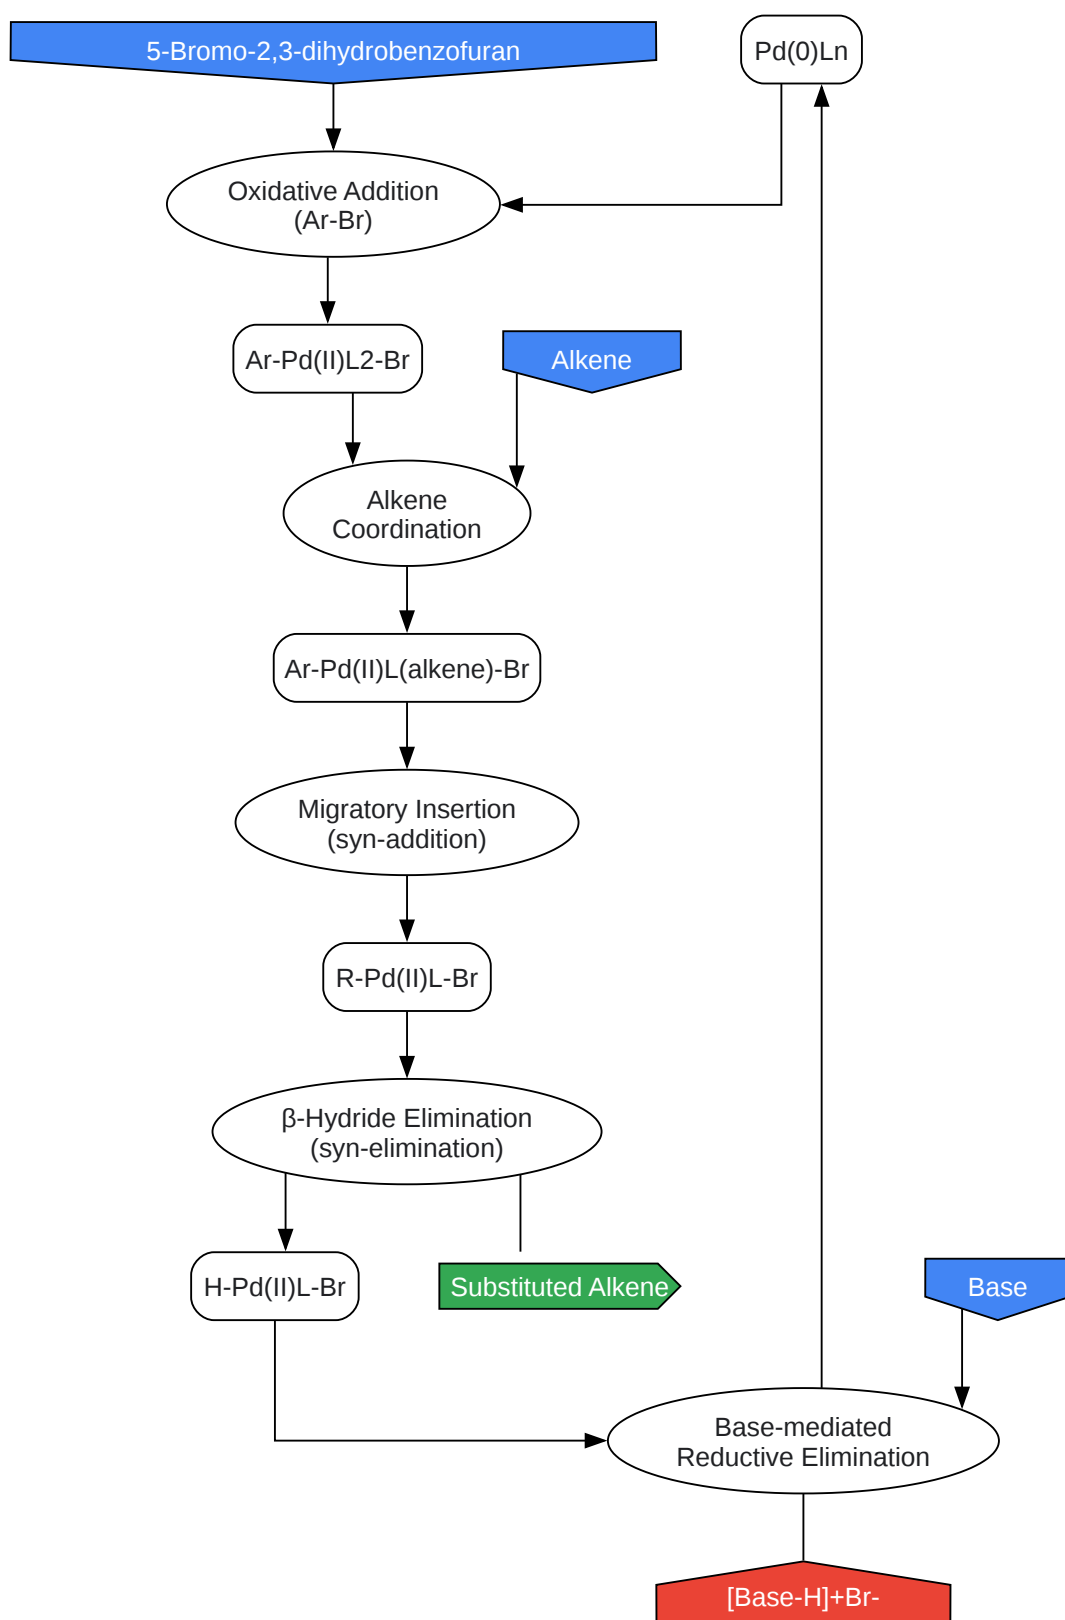 5-Bromo-2,3-dihydrobenzofuran
Pd(0)Ln
Oxidative Addition
(Ar-Br)
Ar-Pd(II)L2-Br
Alkene
Alkene
Coordination
Ar-Pd(II)L(alkene)-Br
Migratory Insertion
(syn-addition)
R-Pd(II)L-Br
β-Hydride Elimination
(syn-elimination)
H-Pd(II)L-Br
Substituted Alkene
Base
Base-mediated
Reductive Elimination
[Base-H]+Br-